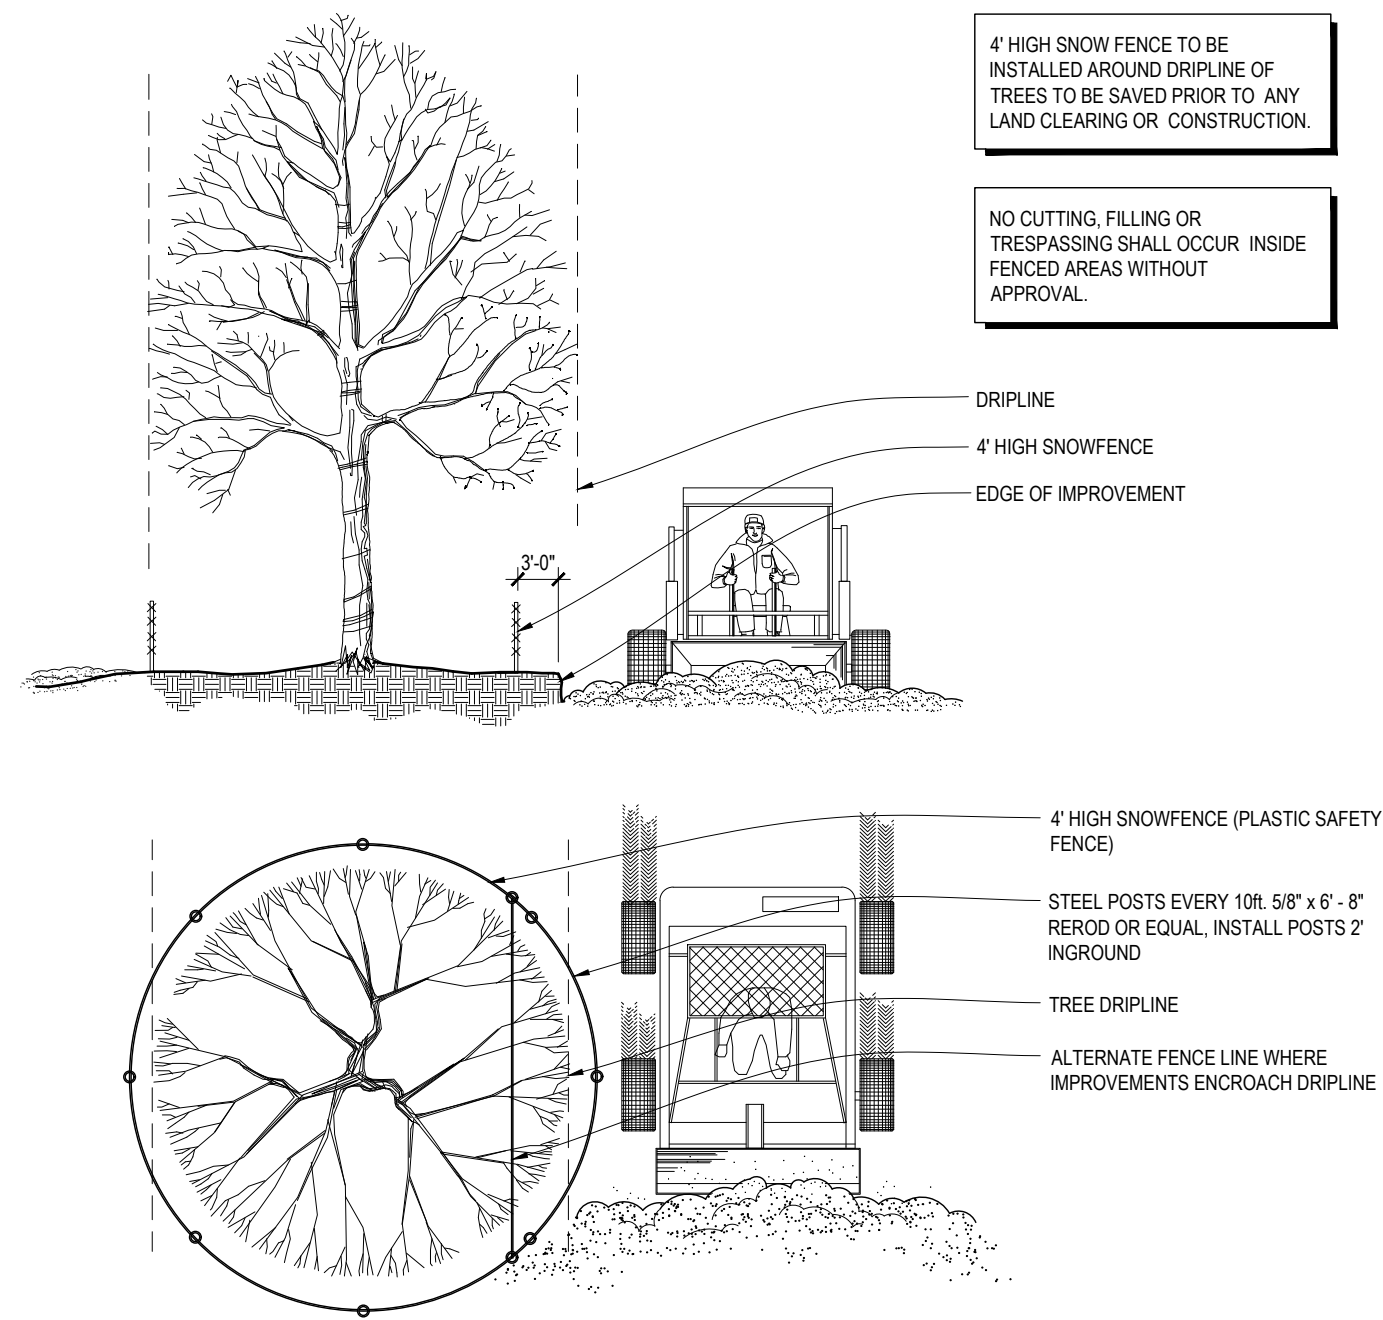 4' HIGH SNOW FENCE TO BE
INSTALLED AROUND DRIPLINE OF
TREES TO BE SAVED PRIOR TO ANY
LAND CLEARING OR CONSTRUCTION.
NO CUTTING, FILLING OR
TRESPASSING SHALL OCCUR INSIDE
FENCED AREAS WITHOUT
APPROVAL.
DRIPLINE
4' HIGH SNOWFENCE
EDGE OF IMPROVEMENT
3'-0"
4' HIGH SNOWFENCE (PLASTIC SAFETY
FENCE)
STEEL POSTS EVERY 10ft. 5/8" x 6' - 8"
REROD OR EQUAL, INSTALL POSTS 2'
INGROUND
TREE DRIPLINE
ALTERNATE FENCE LINE WHERE
IMPROVEMENTS ENCROACH DRIPLINE